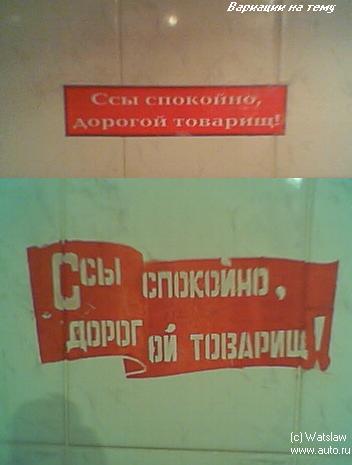 Вариации на тему
Ссы спокойно,
дорогой товарищ!
Ссы спокойно,
дорогой товарищ!
(c) Watslaw
www.auto.ru